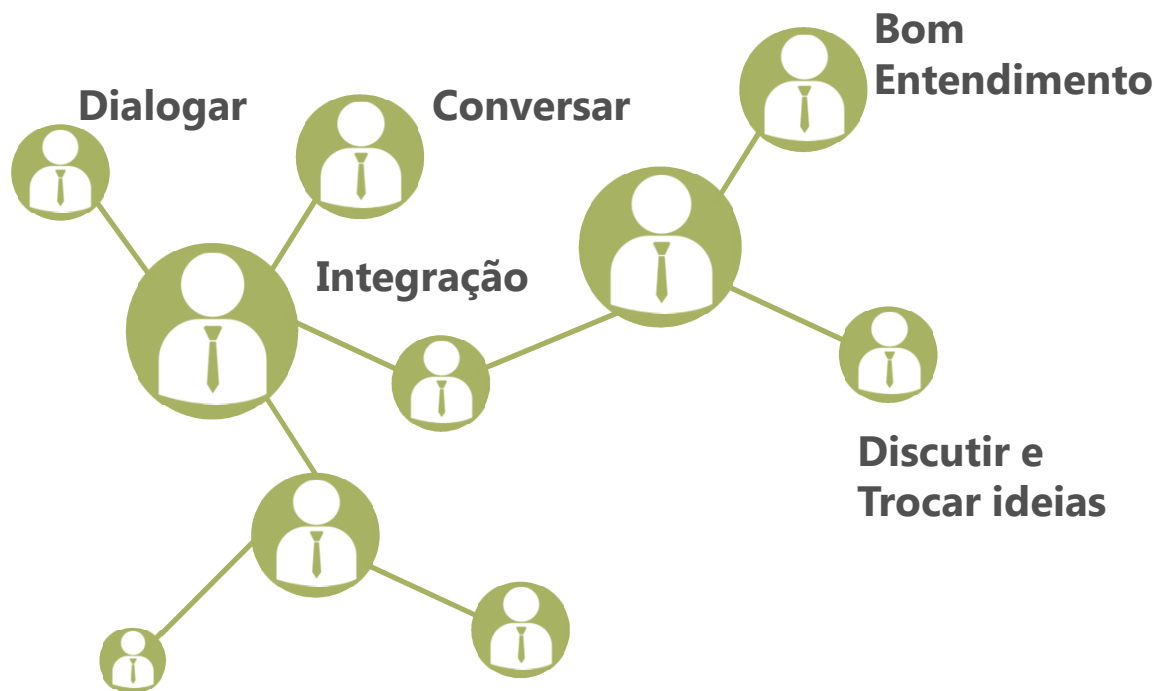 Bom
Entendimento
Dialogar
Conversar
Integração
Discutir e
Trocar ideias